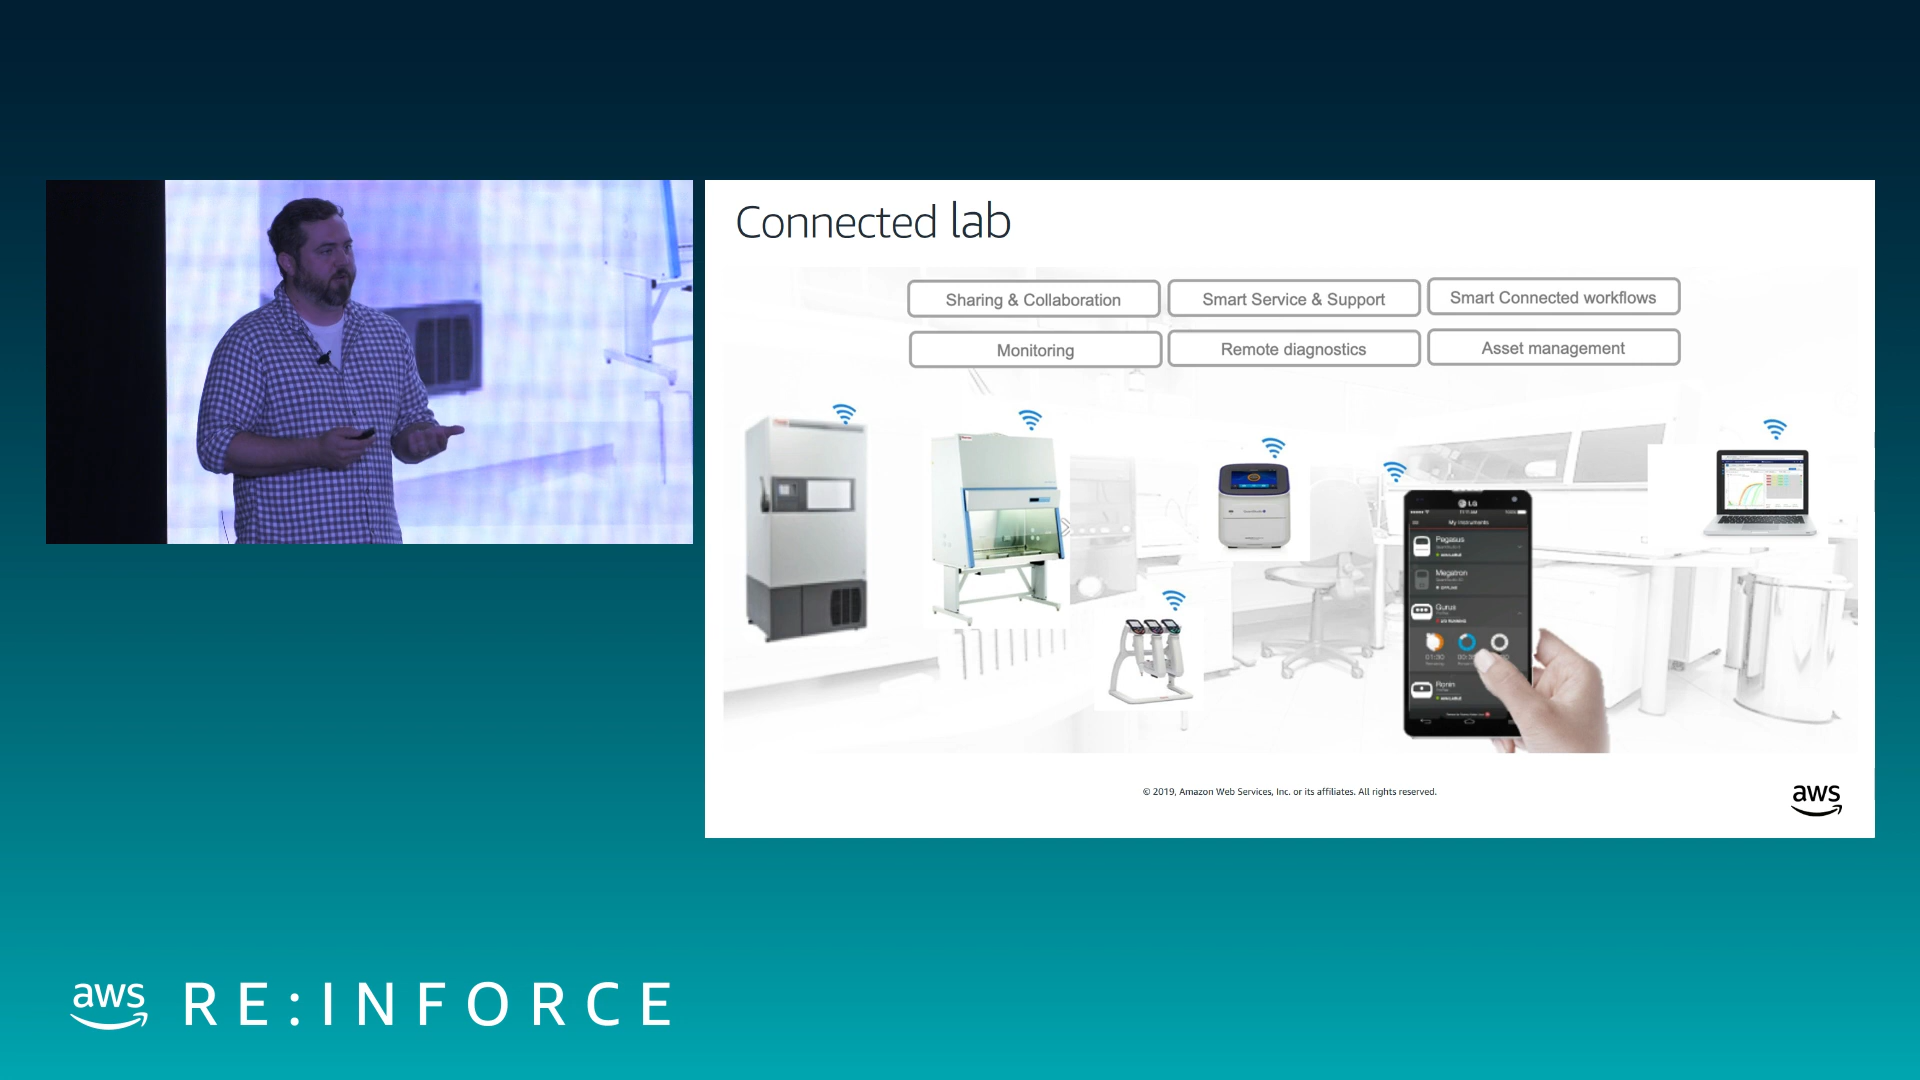 Connected lab
Sharing & Collaboration
Smart Service & Support
Smart Connected workflows
Monitoring
Remote diagnostics
Asset management
LG
My Instruments
Pegasus
Megatron
Gurus
Ronin
© 2019, Amazon Web Services, Inc. or its affiliates. All rights reserved.
aws
aws RE:INFORCE